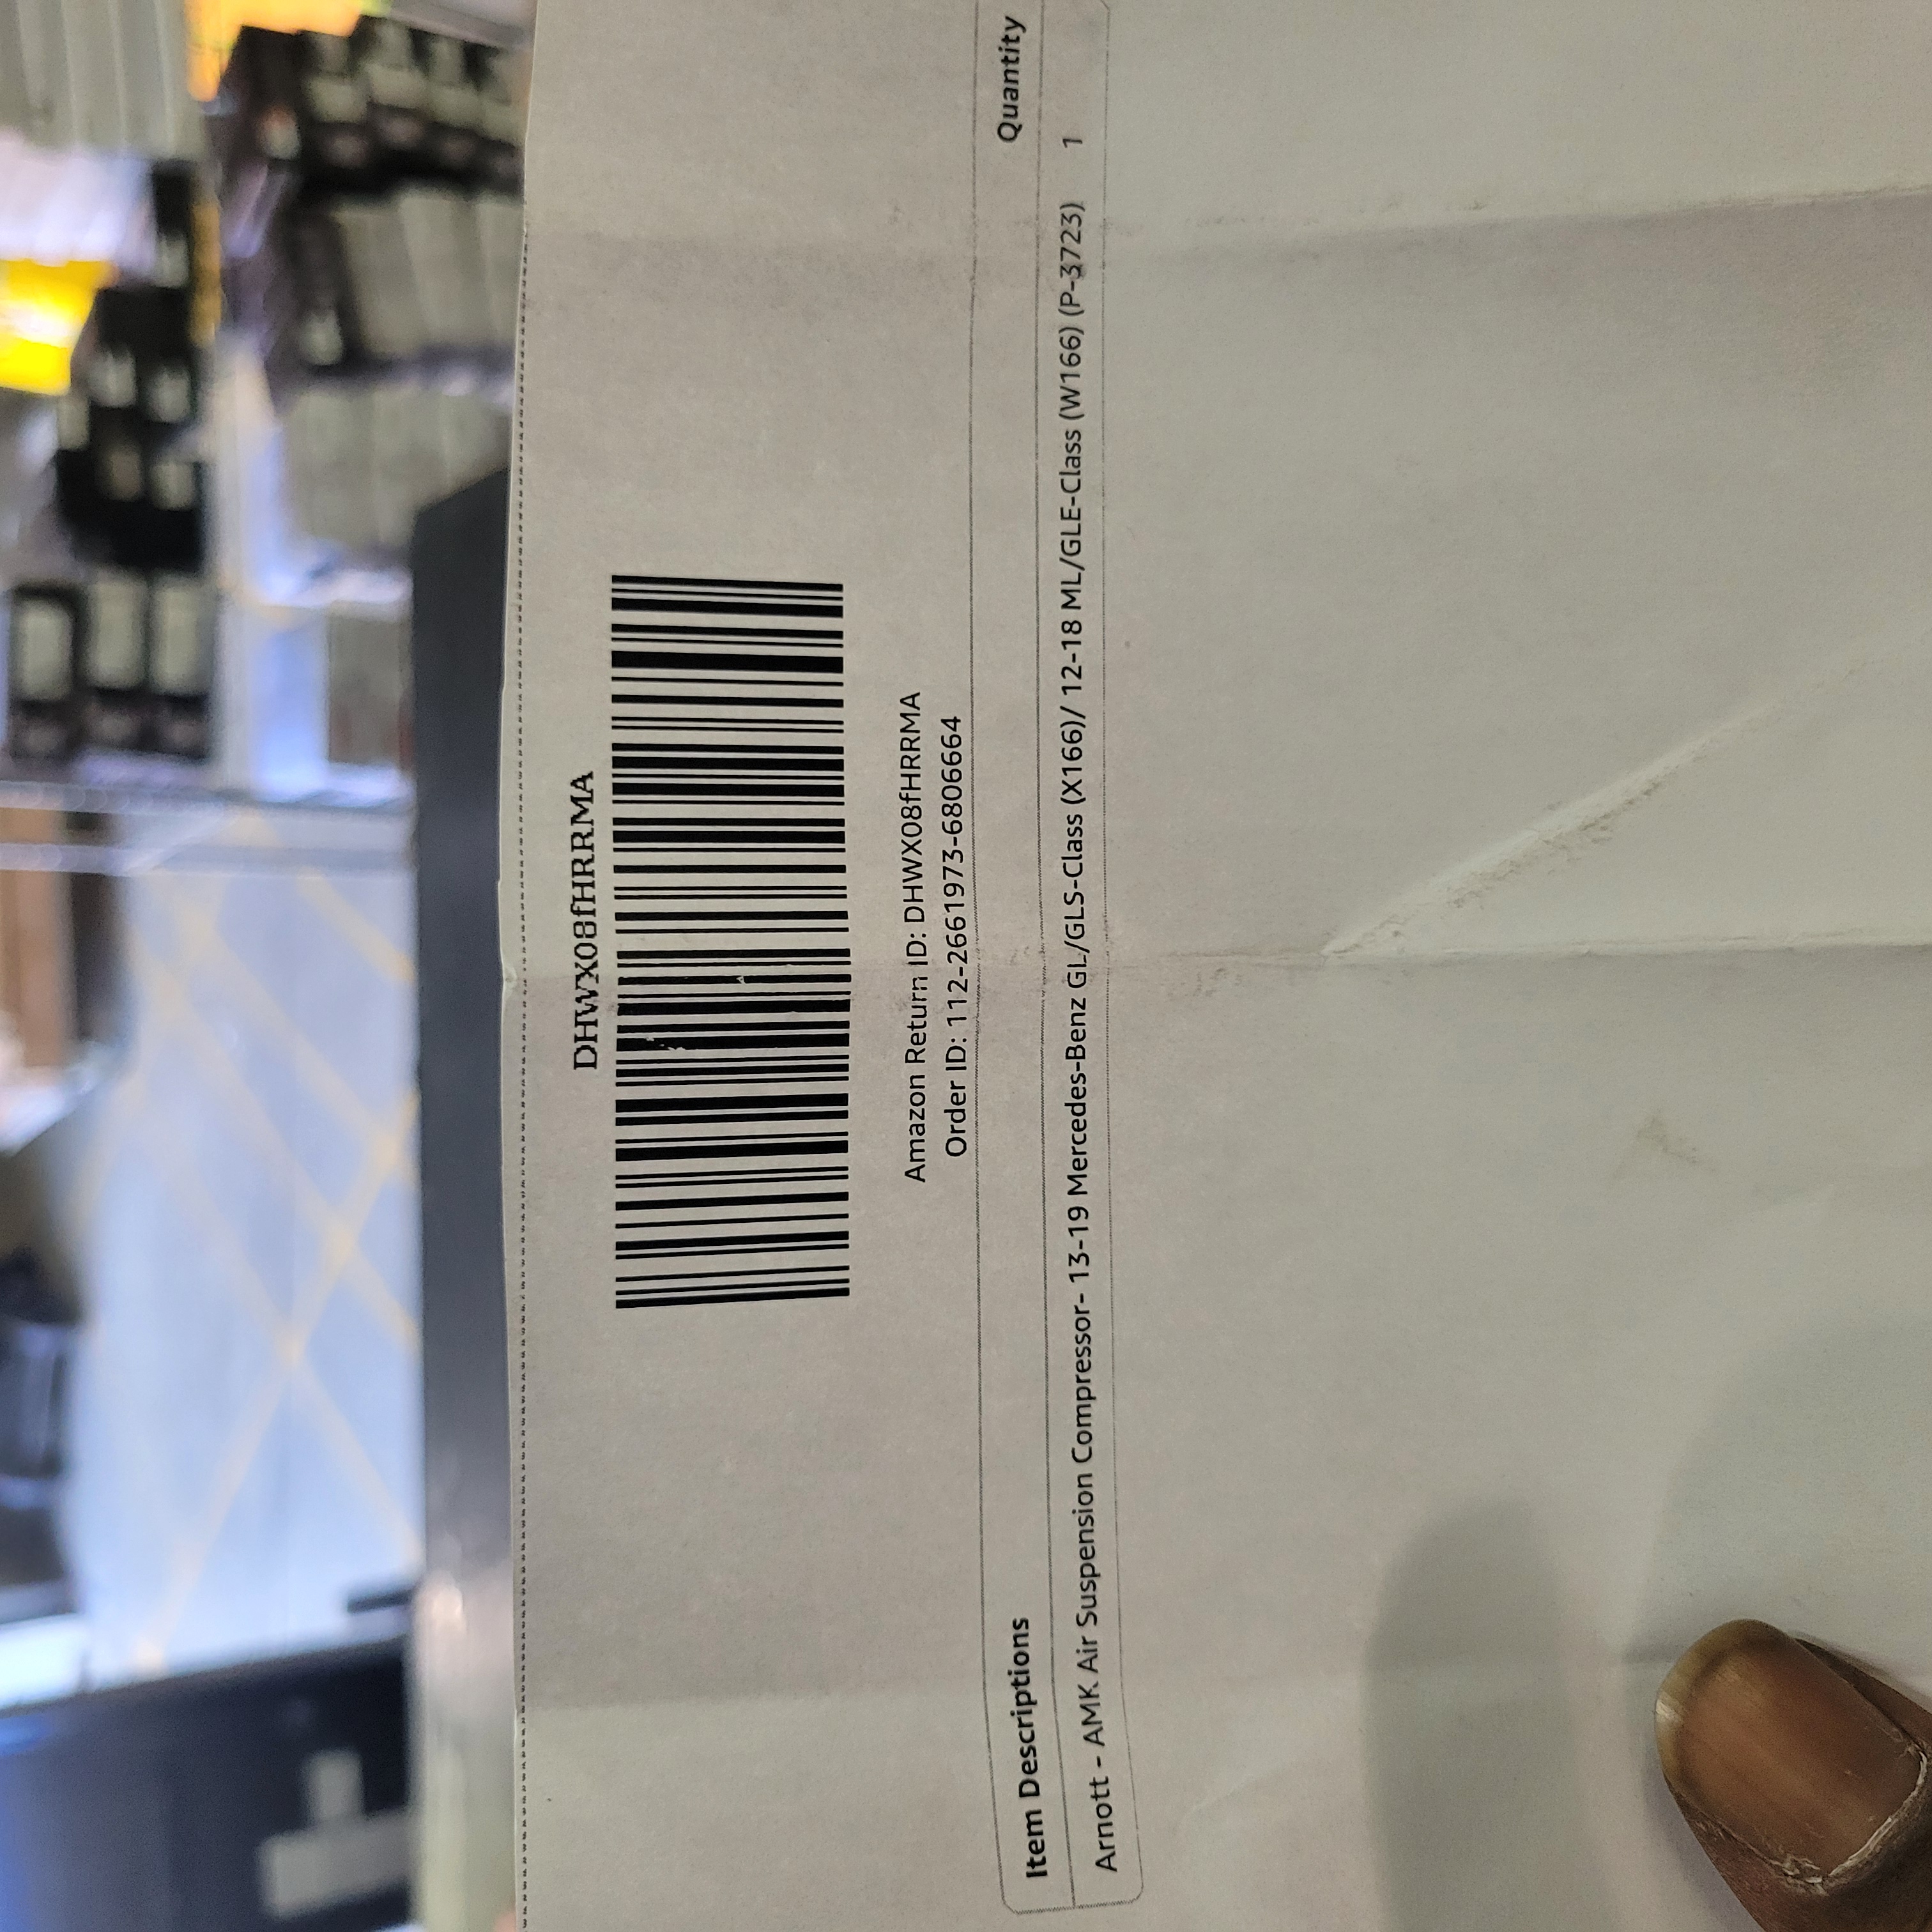 DHWX08fHRRMA
Amazon Return ID: DHWX08fHRRMA
Order ID: 112-2661973-6806664
Item Descriptions Quantity
Arnott - AMK Air Suspension Compressor- 13-19 Mercedes-Benz GL/GLS-Class (X166)/ 12-18 ML/GLE-Class (W166) (P-3723) 1